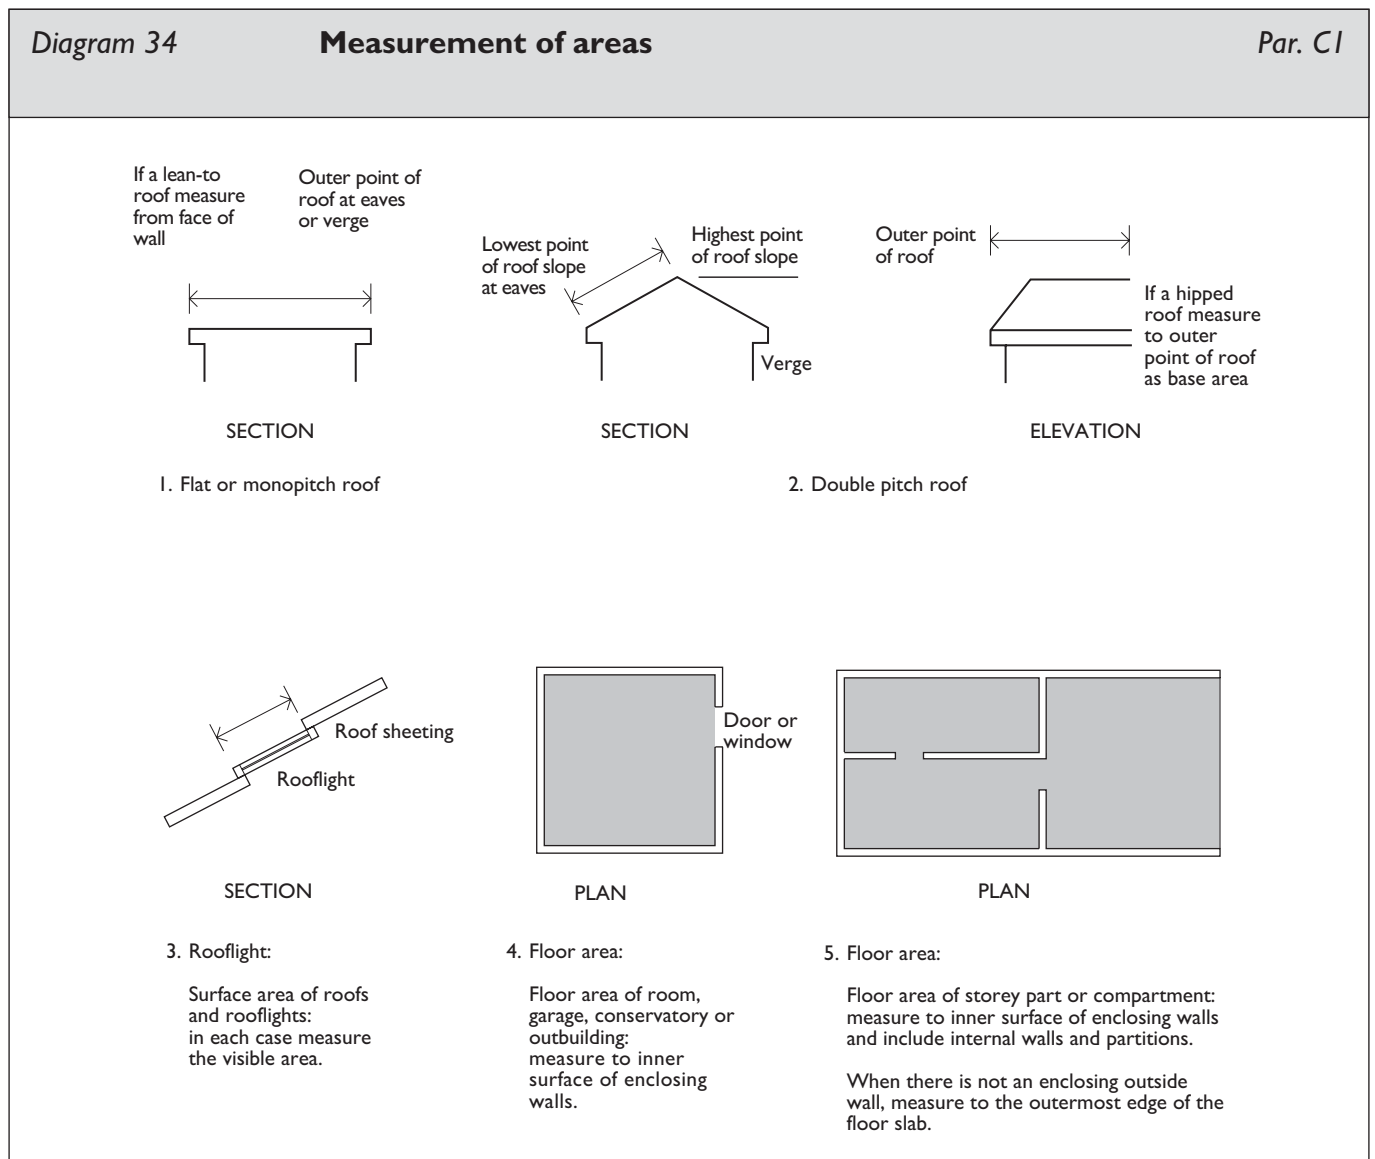 Diagram 34
Measurement of areas
Par. C1
If a lean-to
roof measure
from face of
wall
Outer point of
roof at eaves
or verge
SECTION
1. Flat or monopitch roof
Lowest point
of roof slope
at eaves
Highest point
of roof slope
Verge
SECTION
Outer point
of roof
If a hipped
roof measure
to outer
point of roof
as base area
ELEVATION
2. Double pitch roof
Roof sheeting
Rooflight
SECTION
3. Rooflight:
Surface area of roofs
and rooflights:
in each case measure
the visible area.
Door or
window
PLAN
4. Floor area:
Floor area of room,
garage, conservatory or
outbuilding:
measure to inner
surface of enclosing
walls.
PLAN
5. Floor area:
Floor area of storey part or compartment:
measure to inner surface of enclosing walls
and include internal walls and partitions.
When there is not an enclosing outside
wall, measure to the outermost edge of the
floor slab.